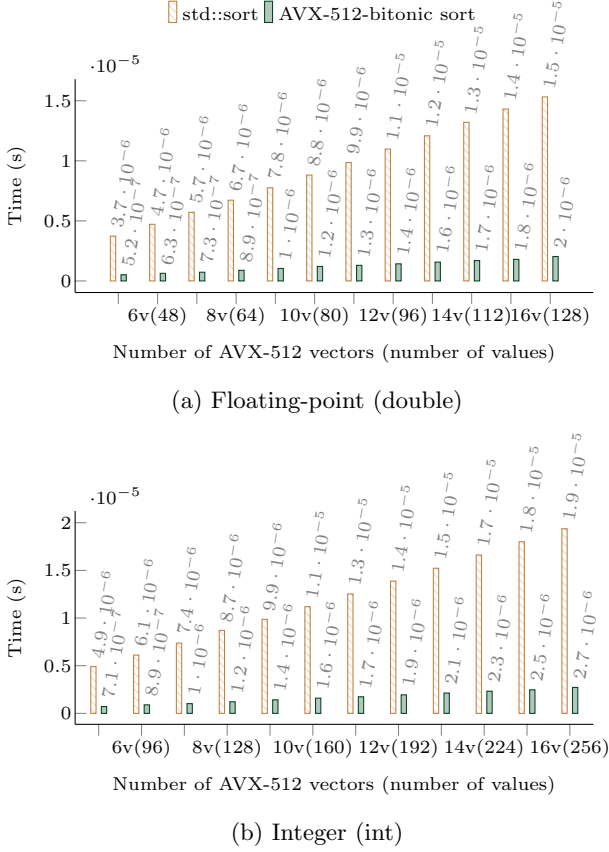 std::sort AVX-512-bitonic sort
·10⁻⁵
1.5
1
0.5
0
Time (s)
3.7 · 10⁻⁶
5.2 · 10⁻⁷
4.7 · 10⁻⁶
6.3 · 10⁻⁷
5.7 · 10⁻⁶
7.3 · 10⁻⁷
6.7 · 10⁻⁶
8.9 · 10⁻⁷
7.8 · 10⁻⁶
1 · 10⁻⁶
8.8 · 10⁻⁶
1.2 · 10⁻⁶
9.9 · 10⁻⁶
1.3 · 10⁻⁶
1.1 · 10⁻⁵
1.4 · 10⁻⁶
1.2 · 10⁻⁵
1.6 · 10⁻⁶
1.3 · 10⁻⁵
1.7 · 10⁻⁶
1.4 · 10⁻⁵
1.8 · 10⁻⁶
1.5 · 10⁻⁵
2 · 10⁻⁶
6v(48) 8v(64) 10v(80) 12v(96) 14v(112) 16v(128)
Number of AVX-512 vectors (number of values)
(a) Floating-point (double)
·10⁻⁵
2
1.5
1
0.5
0
Time (s)
4.9 · 10⁻⁶
7.1 · 10⁻⁷
6.1 · 10⁻⁶
8.9 · 10⁻⁷
7.4 · 10⁻⁶
1 · 10⁻⁶
8.7 · 10⁻⁶
1.2 · 10⁻⁶
9.9 · 10⁻⁶
1.4 · 10⁻⁶
1.1 · 10⁻⁵
1.6 · 10⁻⁶
1.3 · 10⁻⁵
1.7 · 10⁻⁶
1.4 · 10⁻⁵
1.9 · 10⁻⁶
1.5 · 10⁻⁵
2.1 · 10⁻⁶
1.7 · 10⁻⁵
2.3 · 10⁻⁶
1.8 · 10⁻⁵
2.5 · 10⁻⁶
1.9 · 10⁻⁵
2.7 · 10⁻⁶
6v(96) 8v(128) 10v(160) 12v(192) 14v(224) 16v(256)
Number of AVX-512 vectors (number of values)
(b) Integer (int)